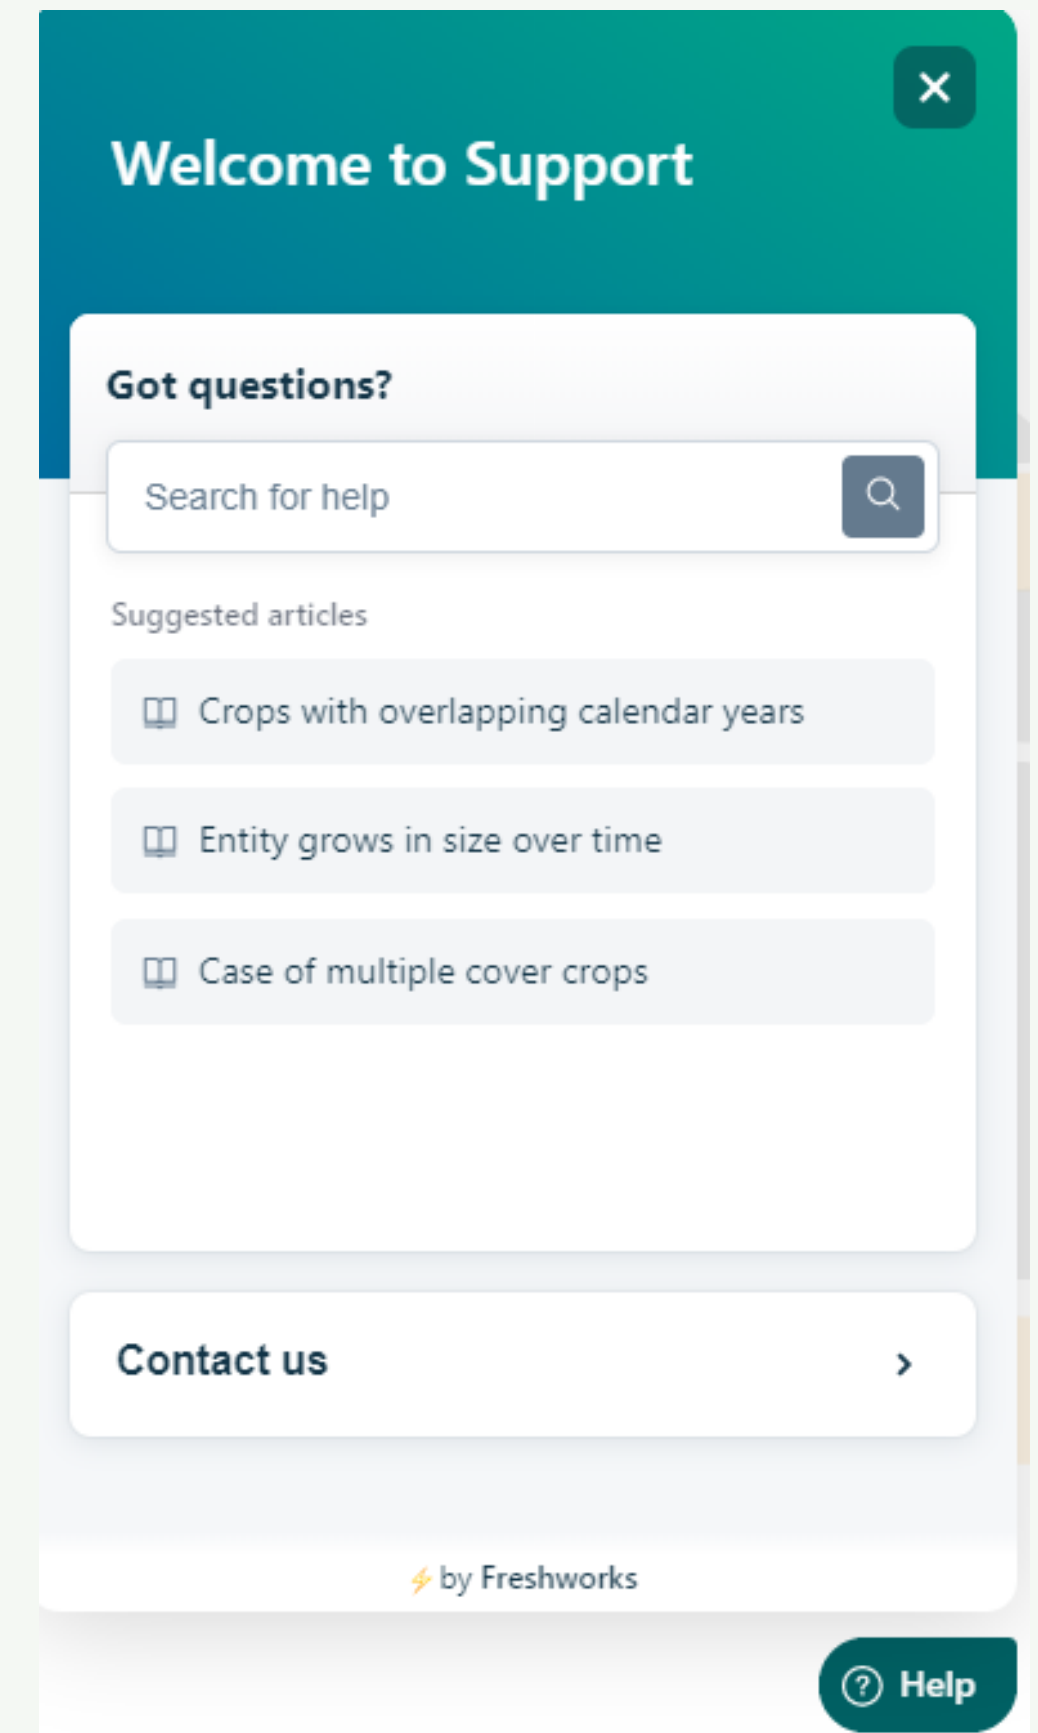 Welcome to Support
Got questions?
Search for help
Suggested articles
Crops with overlapping calendar years
Entity grows in size over time
Case of multiple cover crops
Contact us
by Freshworks
Help